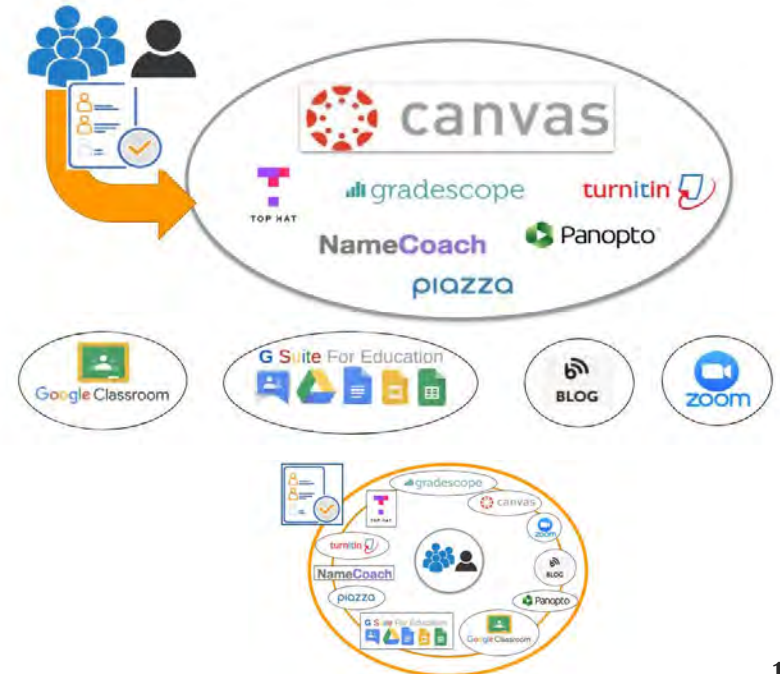 canvas
TOP HAT
gradescope
turnitin
NameCoach
Panopto
piazza
Google Classroom
G Suite For Education
BLOG
zoom
gradescope
canvas
TOP HAT
zoom
turnitin
BLOG
NameCoach
piazza
Panopto
G Suite For Education
Google Classroom
1